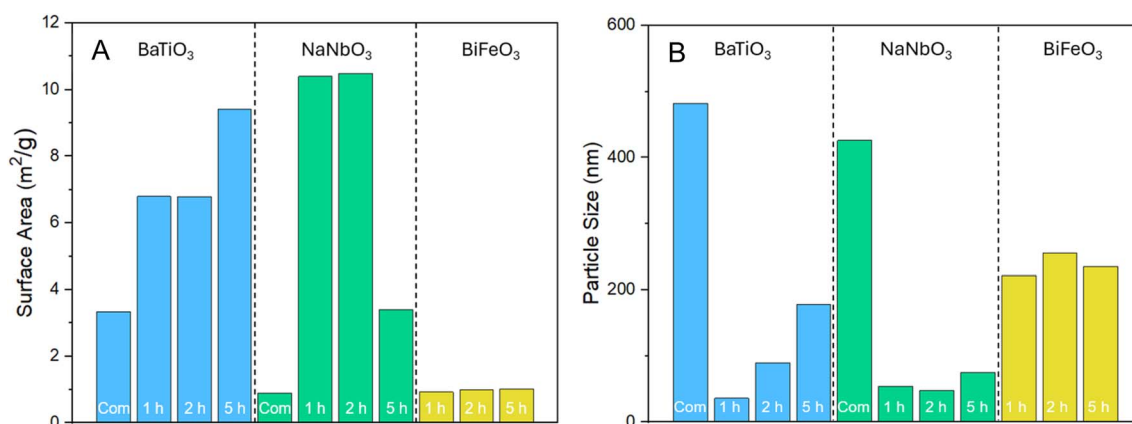 A
BaTiO3
NaNbO3
BiFeO3
Surface Area (m2/g)
12
10
8
6
4
2
0
Com
1 h
2 h
5 h
Com
1 h
2 h
5 h
1 h
2 h
5 h
B
BaTiO3
NaNbO3
BiFeO3
Particle Size (nm)
600
400
200
0
Com
1 h
2 h
5 h
Com
1 h
2 h
5 h
1 h
2 h
5 h